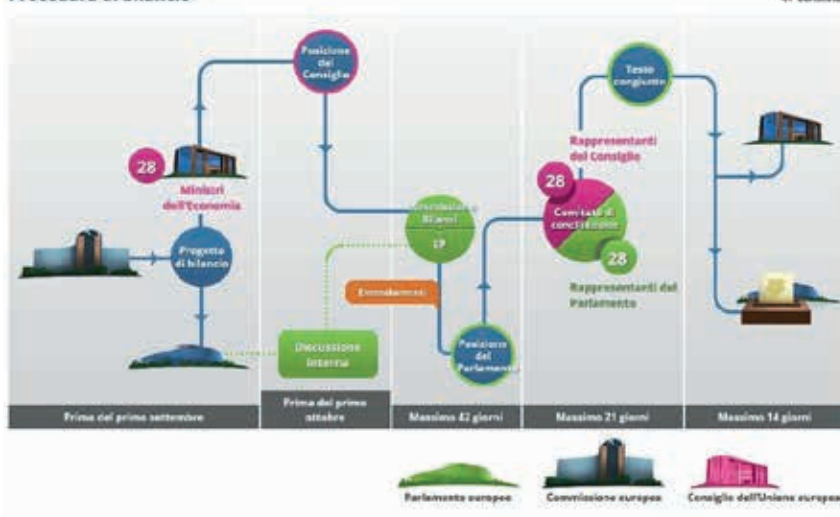 Posizione
del
Consiglio
28
Ministri
dell'Economia
Progetto
di bilancio
Discussione
interna
Bilanci
19
Emendamenti
Posizione
del
Parlamento
Testo
congiunto
Rappresentanti
del Consiglio
28
Comitato di
conciliazione
28
Rappresentanti del
Parlamento
Prima del primo settembre
Prima del primo
ottobre
Massimo 42 giorni
Massimo 21 giorni
Massimo 14 giorni
Parlamento europeo
Commissione europea
Consiglio dell'Unione europea